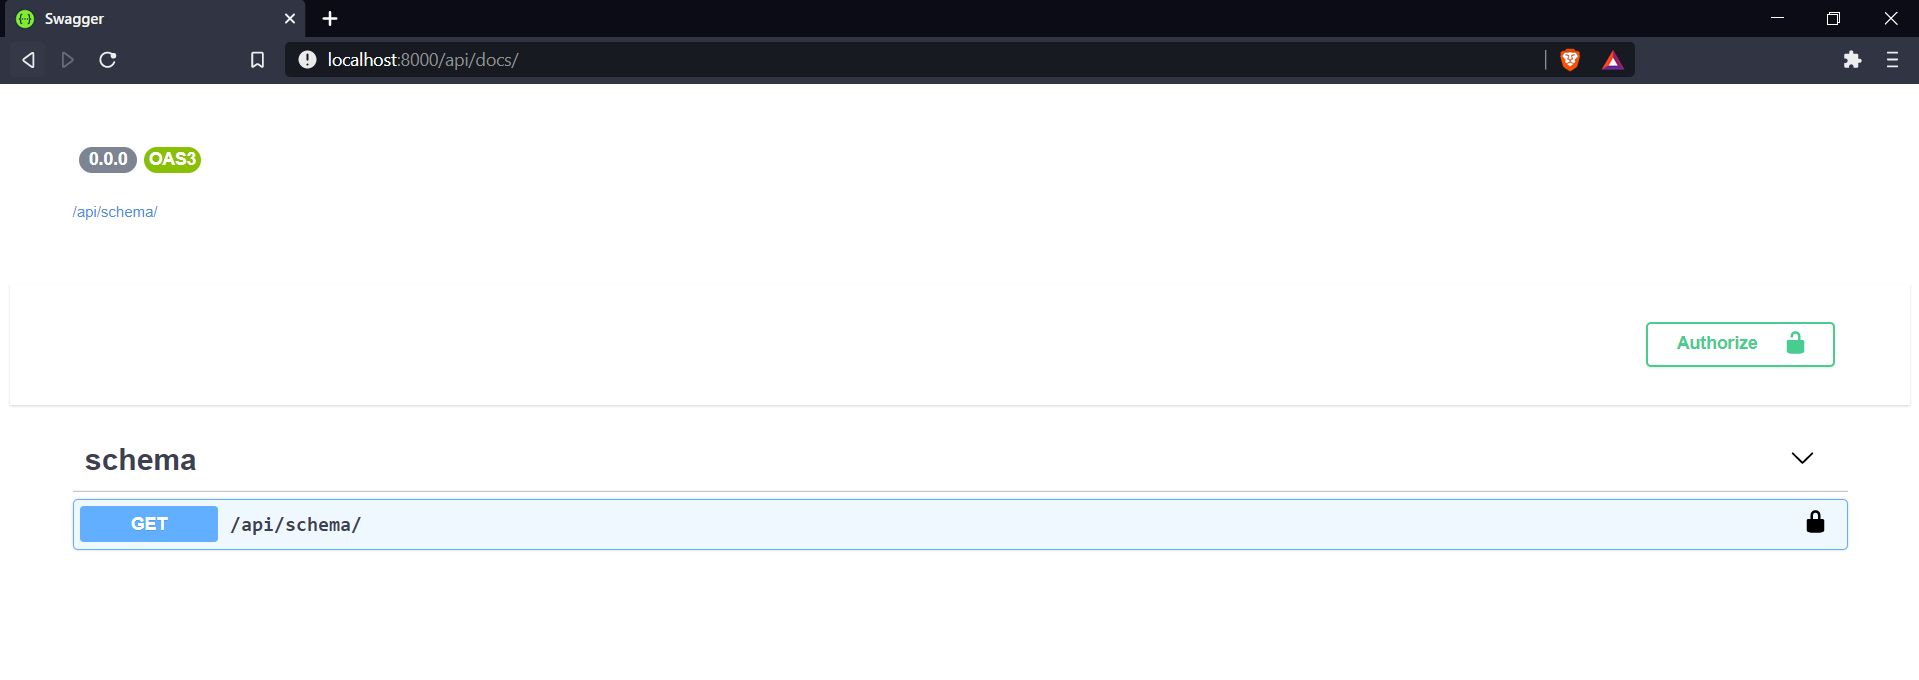 Swagger
localhost:8000/api/docs/
0.0.0 OAS3
/api/schema/
Authorize
schema
GET /api/schema/